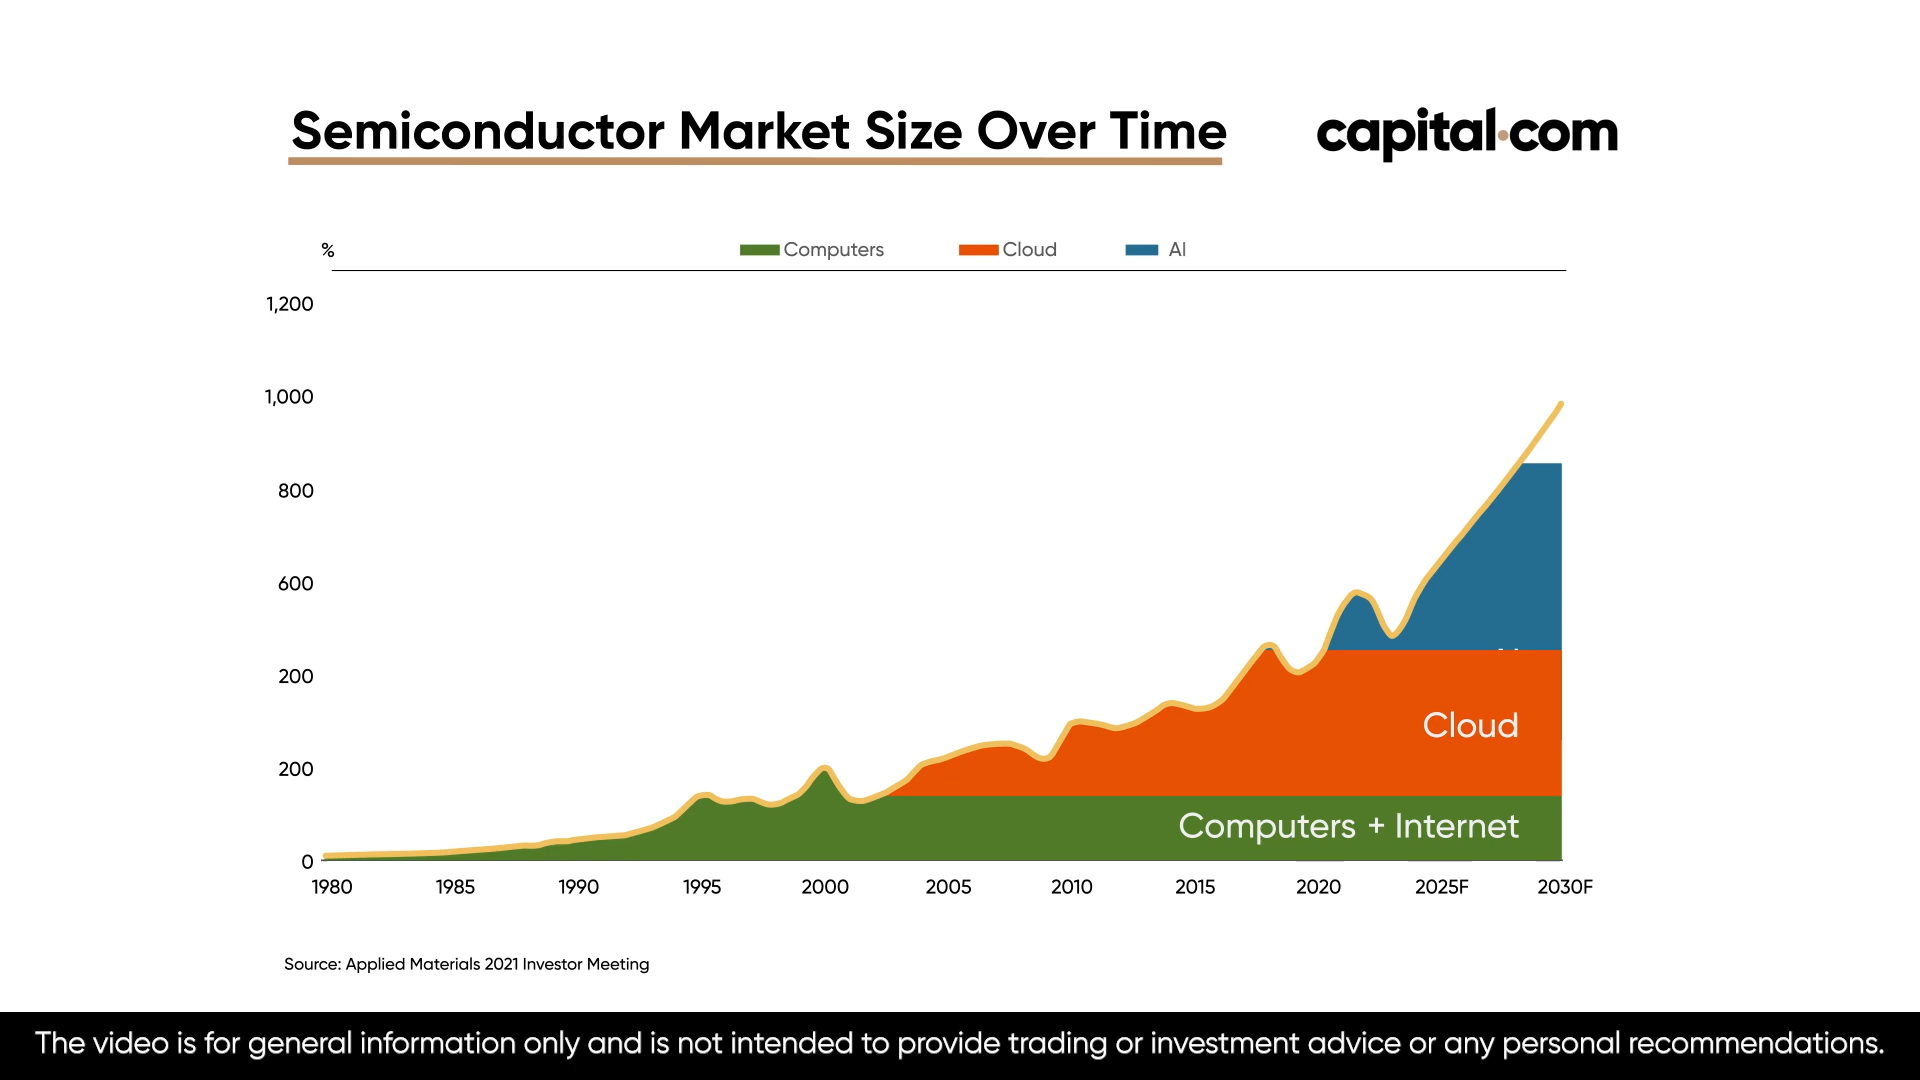 Semiconductor Market Size Over Time
capital.com
%
Computers
Cloud
AI
1,200
1,000
800
600
200
200
0
Cloud
Computers + Internet
1980 1985 1990 1995 2000 2005 2010 2015 2020 2025F 2030F
Source: Applied Materials 2021 Investor Meeting
The video is for general information only and is not intended to provide trading or investment advice or any personal recommendations.